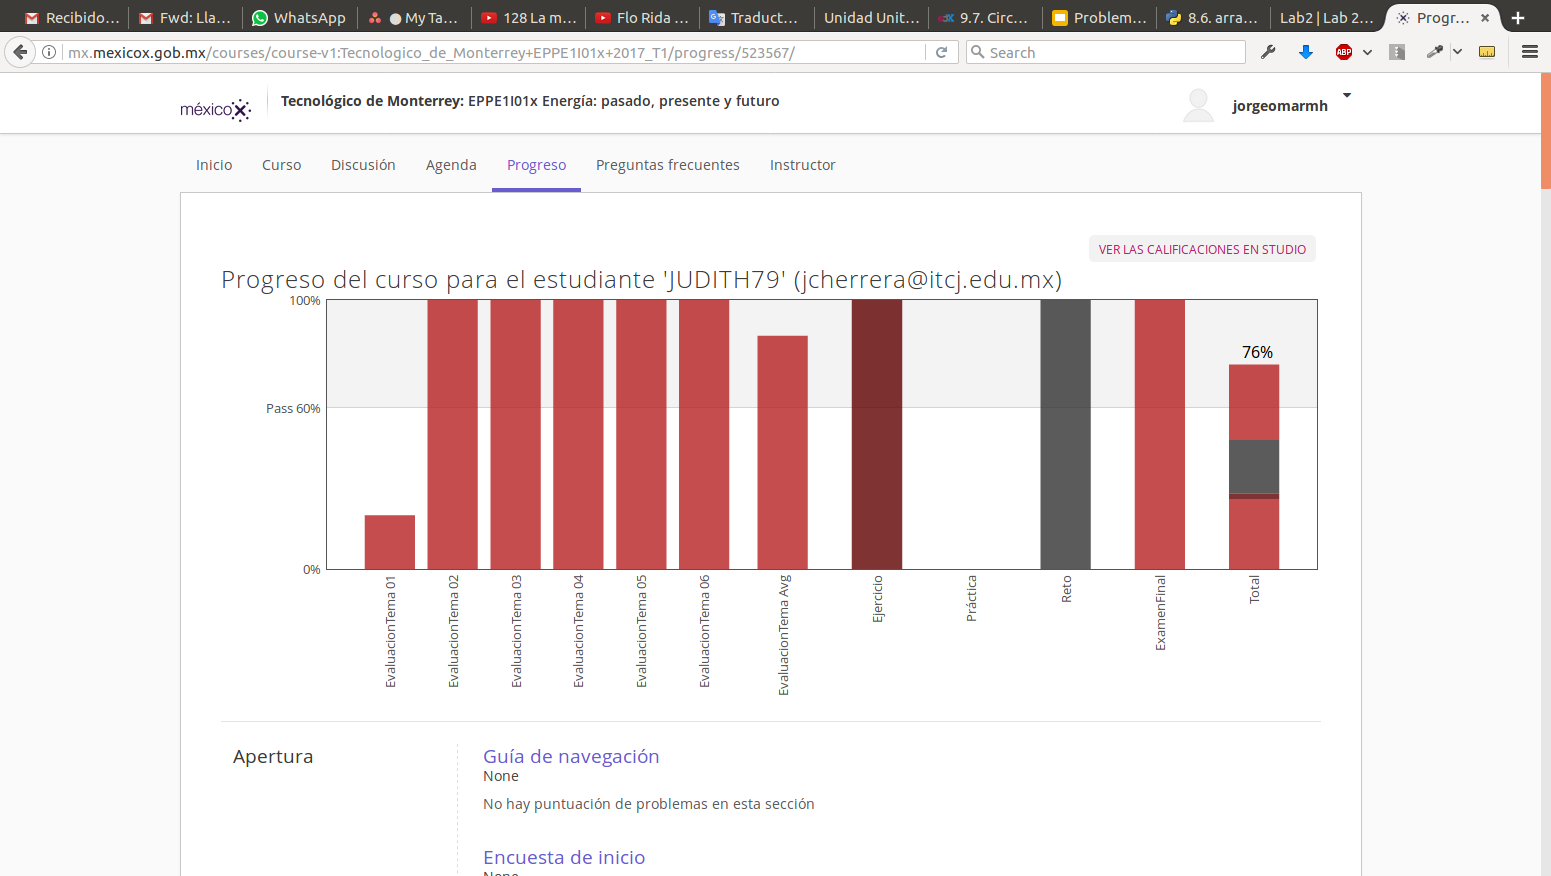 Recibido...
Fwd: Lla...
WhatsApp
● My Ta...
128 La m...
Flo Rida ...
Traduct...
Unidad Unit...
9.7. Circ...
Problem...
8.6. arra...
Lab2 | Lab 2...
Progr...
mx.mexicox.gob.mx/courses/course-v1:Tecnologico_de_Monterrey+EPPE1I01x+2017_T1/progress/523567/
Search
ABP
méxicoX
Tecnológico de Monterrey: EPPE1I01x Energía: pasado, presente y futuro
jorgeomarmh
Inicio
Curso
Discusión
Agenda
Progreso
Preguntas frecuentes
Instructor
VER LAS CALIFICACIONES EN STUDIO
Progreso del curso para el estudiante 'JUDITH79' (jcherrera@itcj.edu.mx)
100%
76%
Pass 60%
0%
EvaluacionTema 01
EvaluacionTema 02
EvaluacionTema 03
EvaluacionTema 04
EvaluacionTema 05
EvaluacionTema 06
EvaluacionTema Avg
Ejercicio
Práctica
Reto
ExamenFinal
Total
Apertura
Guía de navegación
None
No hay puntuación de problemas en esta sección
Encuesta de inicio
None